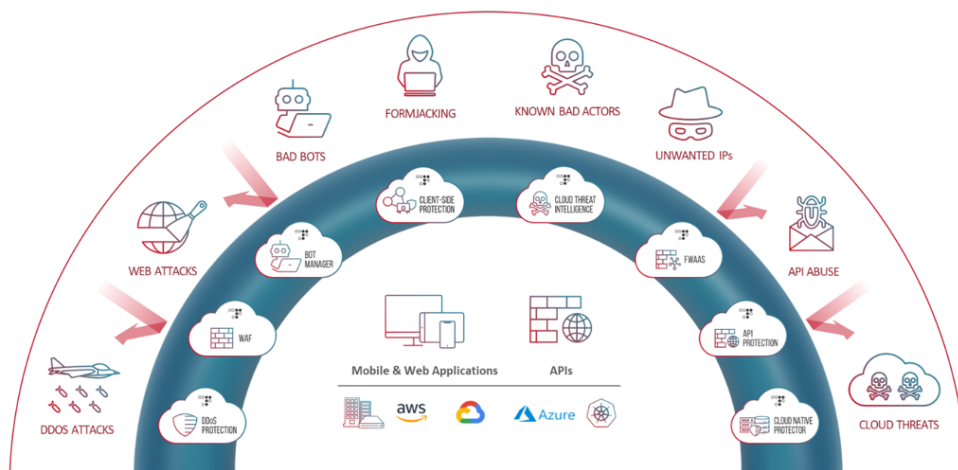 FORMJACKING
KNOWN BAD ACTORS
BAD BOTS
UNWANTED IPs
CLIENT-SIDE
PROTECTION
CLOUD THREAT
INTELLIGENCE
WEB ATTACKS
BOT
MANAGER
FWAAS
API ABUSE
WAF
API
PROTECTION
Mobile & Web Applications
APIs
DDOS ATTACKS
DDoS
PROTECTION
aws
Azure
CLOUD NATIVE
PROTECTOR
CLOUD THREATS